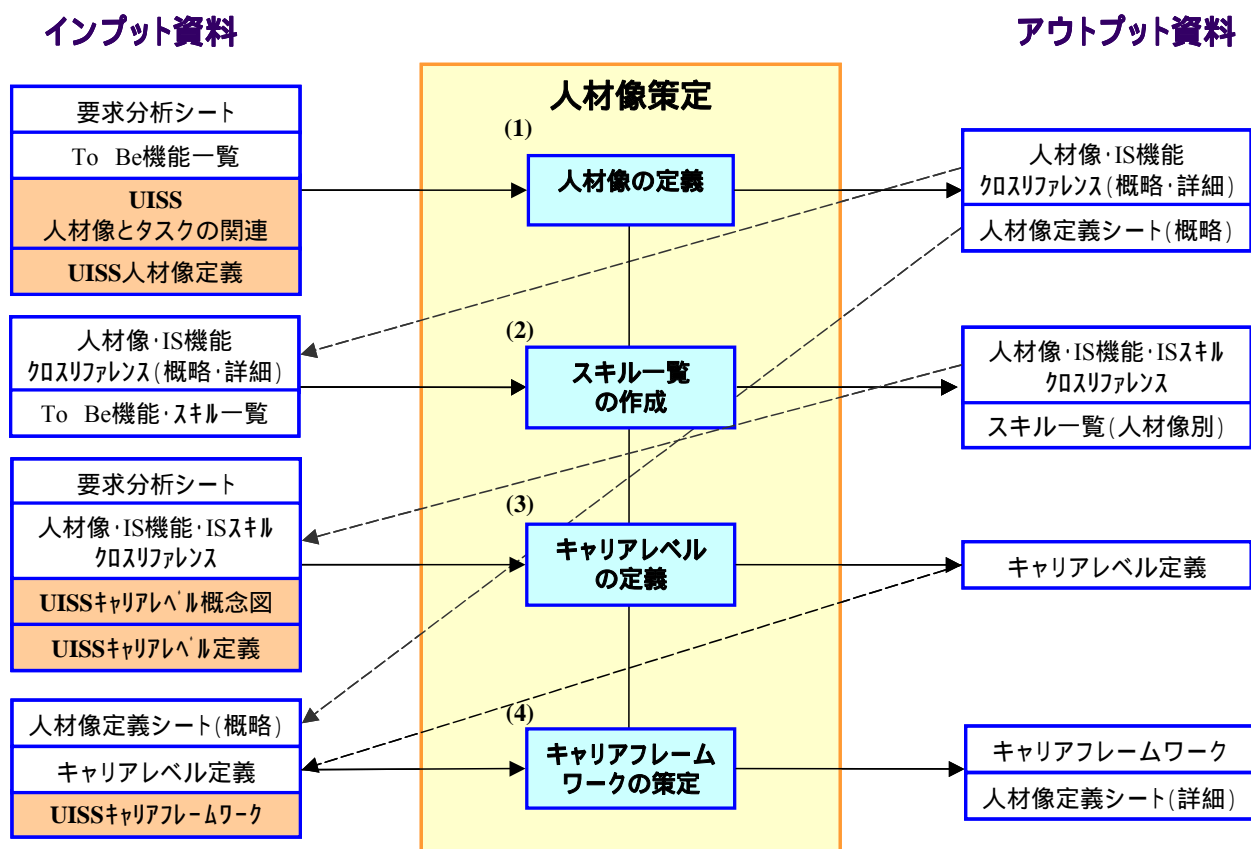 インプット資料
アウトプット資料
人材像策定
要求分析シート
To Be機能一覧
UISS
人材像とタスクの関連
UISS人材像定義
(1)
人材像の定義
人材像・IS機能
ｸﾛｽﾘﾌｧﾚﾝｽ(概略・詳細)
人材像定義シート(概略)
人材像・IS機能
ｸﾛｽﾘﾌｧﾚﾝｽ(概略・詳細)
To Be機能・ｽｷﾙ一覧
(2)
スキル一覧
の作成
人材像・IS機能・ISｽｷﾙ
ｸﾛｽﾘﾌｧﾚﾝｽ
スキル一覧(人材像別)
要求分析シート
人材像・IS機能・ISｽｷﾙ
ｸﾛｽﾘﾌｧﾚﾝｽ
UISSｷｬﾘｱﾚﾍﾞﾙ概念図
UISSｷｬﾘｱﾚﾍﾞﾙ定義
(3)
キャリアレベル
の定義
キャリアレベル定義
人材像定義シート(概略)
キャリアレベル定義
UISSｷｬﾘｱﾌﾚｰﾑﾜｰｸ
(4)
キャリアフレーム
ワークの策定
キャリアフレームワーク
人材像定義シート(詳細)